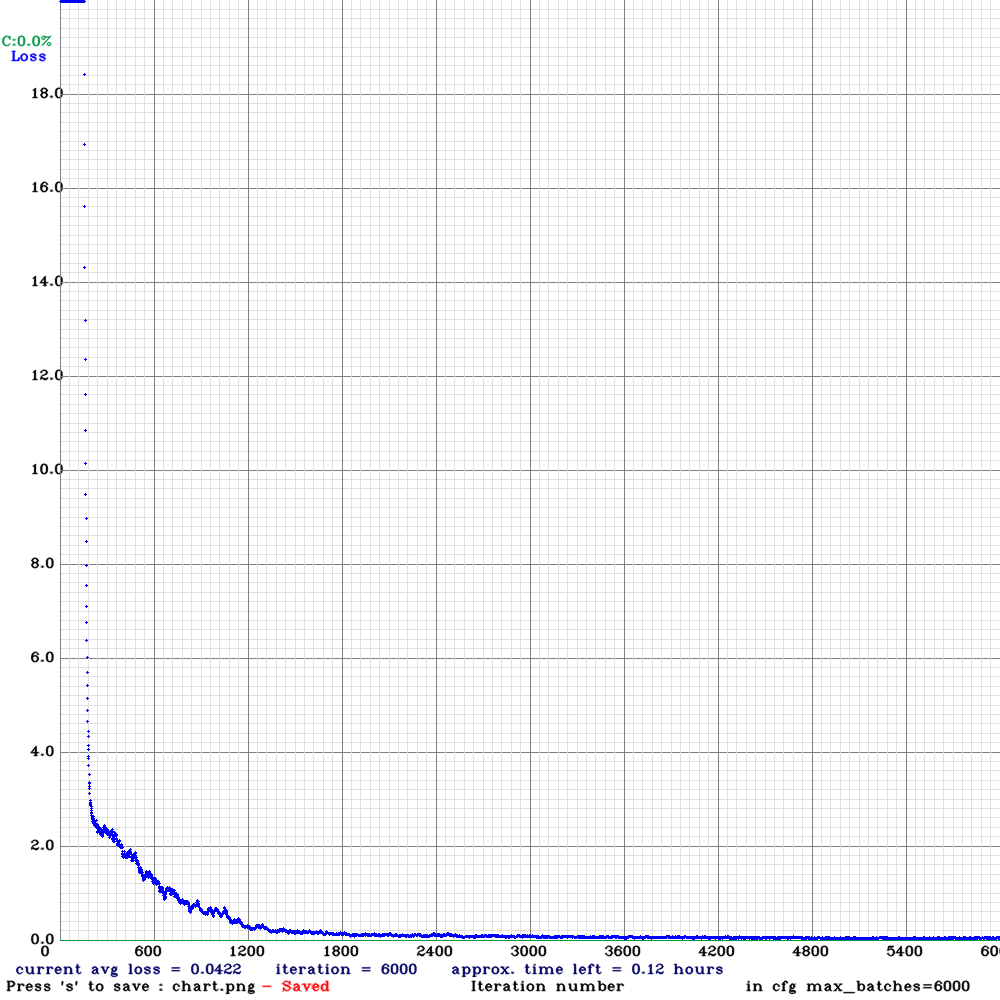 C:0.0%
Loss
18.0
16.0
14.0
12.0
10.0
8.0
6.0
4.0
2.0
0.0
0 600 1200 1800 2400 3000 3600 4200 4800 5400 600
current avg loss = 0.0422 iteration = 6000 approx. time left = 0.12 hours
Press 's' to save : chart.png - Saved Iteration number in cfg max_batches=6000